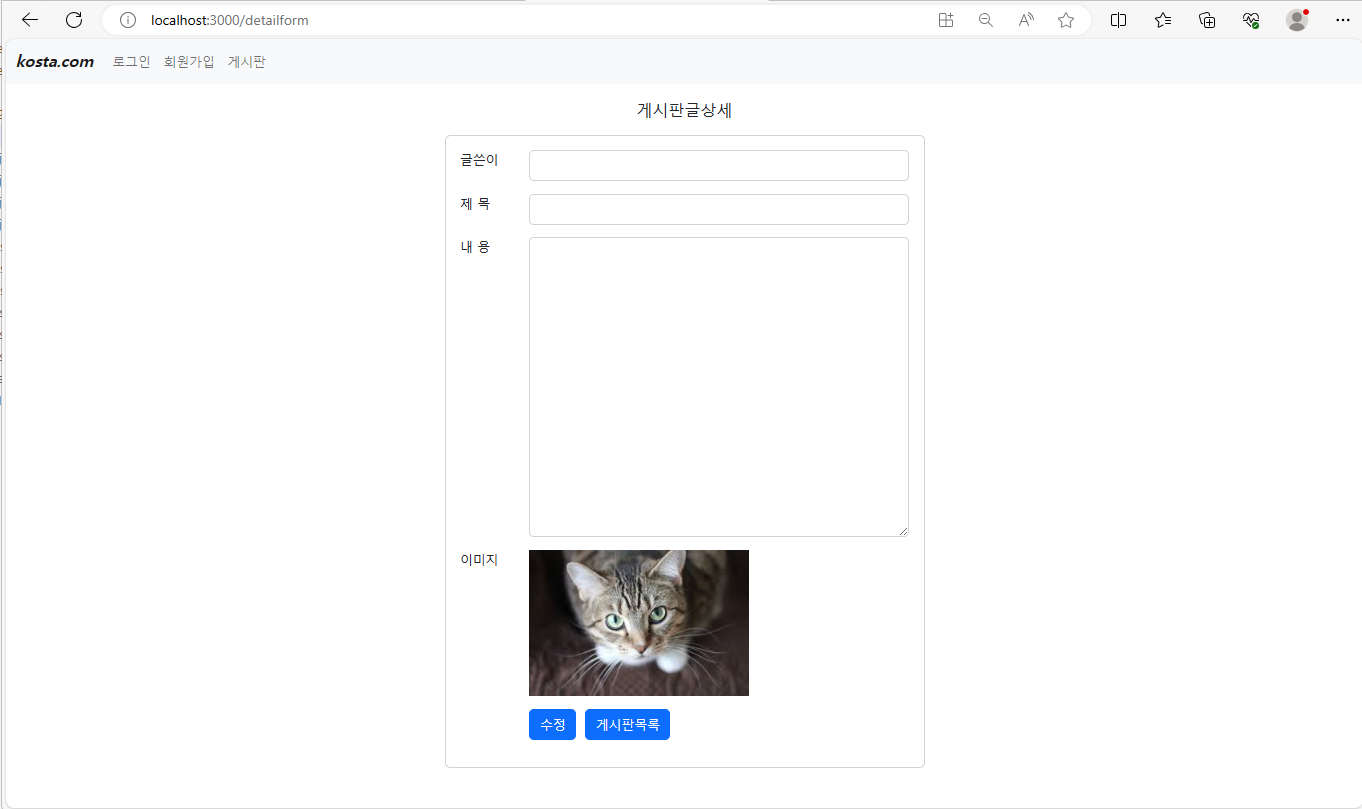 localhost:3000/detailform
kosta.com 로그인 회원가입 게시판
게시판글상세
글쓴이
제 목
내 용
이미지
수정 게시판목록